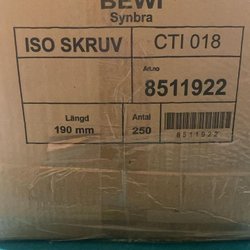 BEWI
Synbra
ISO SKRUV CTI 018
Art.no
8511922
Längd Antal
190 mm 250
8511922